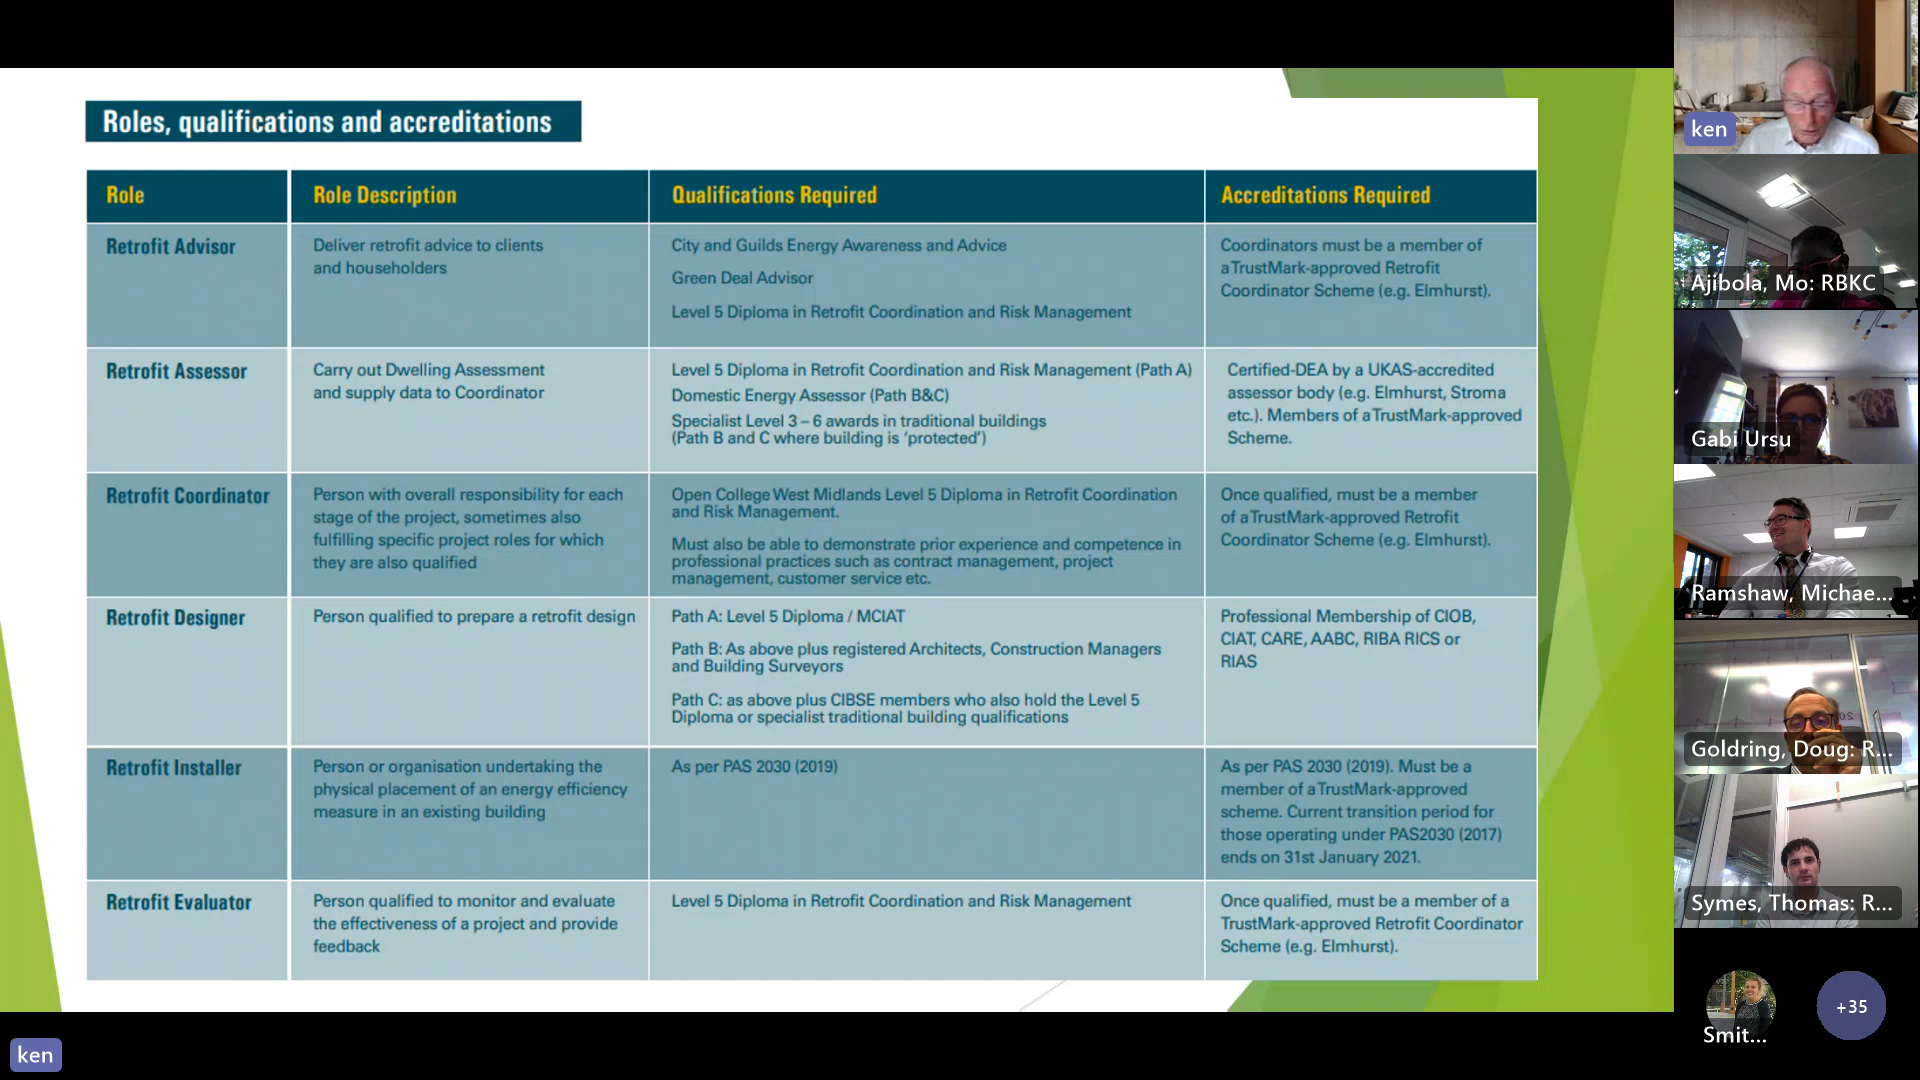 Roles, qualifications and accreditations
Role
Role Description
Qualifications Required
Accreditations Required
Retrofit Advisor
Deliver retrofit advice to clients
and householders
City and Guilds Energy Awareness and Advice
Green Deal Advisor
Level 5 Diploma in Retrofit Coordination and Risk Management
Coordinators must be a member of
a TrustMark-approved Retrofit
Coordinator Scheme (e.g. Elmhurst).
Retrofit Assessor
Carry out Dwelling Assessment
and supply data to Coordinator
Level 5 Diploma in Retrofit Coordination and Risk Management (Path A)
Domestic Energy Assessor (Path B&C)
Specialist Level 3 – 6 awards in traditional buildings
(Path B and C where building is ‘protected’)
Certified-DEA by a UKAS-accredited
assessor body (e.g. Elmhurst, Stroma
etc.). Members of a TrustMark-approved
Scheme.
Retrofit Coordinator
Person with overall responsibility for each
stage of the project, sometimes also
fulfilling specific project roles for which
they are also qualified
Open College West Midlands Level 5 Diploma in Retrofit Coordination
and Risk Management.
Must also be able to demonstrate prior experience and competence in
professional practices such as contract management, project
management, customer service etc.
Once qualified, must be a member
of a TrustMark-approved Retrofit
Coordinator Scheme (e.g. Elmhurst).
Retrofit Designer
Person qualified to prepare a retrofit design
Path A: Level 5 Diploma / MCIAT
Path B: As above plus registered Architects, Construction Managers
and Building Surveyors
Path C: as above plus CIBSE members who also hold the Level 5
Diploma or specialist traditional building qualifications
Professional Membership of CIOB,
CIAT, CARE, AABC, RIBA RICS or
RIAS
Retrofit Installer
Person or organisation undertaking the
physical placement of an energy efficiency
measure in an existing building
As per PAS 2030 (2019)
As per PAS 2030 (2019). Must be a
member of a TrustMark-approved
scheme. Current transition period for
those operating under PAS2030 (2017)
ends on 31st January 2021.
Retrofit Evaluator
Person qualified to monitor and evaluate
the effectiveness of a project and provide
feedback
Level 5 Diploma in Retrofit Coordination and Risk Management
Once qualified, must be a member of a
TrustMark-approved Retrofit Coordinator
Scheme (e.g. Elmhurst).
ken
ken
Ajibola, Mo: RBKC
Gabi Ursu
Ramshaw, Michae...
Goldring, Doug: R...
Symes, Thomas: R...
Smit...
+35